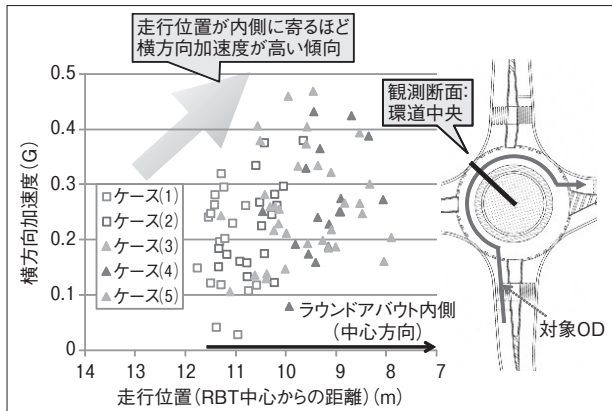 走行位置が内側に寄るほど
横方向加速度が高い傾向
観測断面:
環道中央
横方向加速度(G)
0.5
0.4
0.3
0.2
0.1
0
ケース(1)
ケース(2)
ケース(3)
ケース(4)
ケース(5)
ラウンドアバウト内側
(中心方向)
対象OD
14 13 12 11 10 9 8 7
走行位置(RBT中心からの距離)(m)